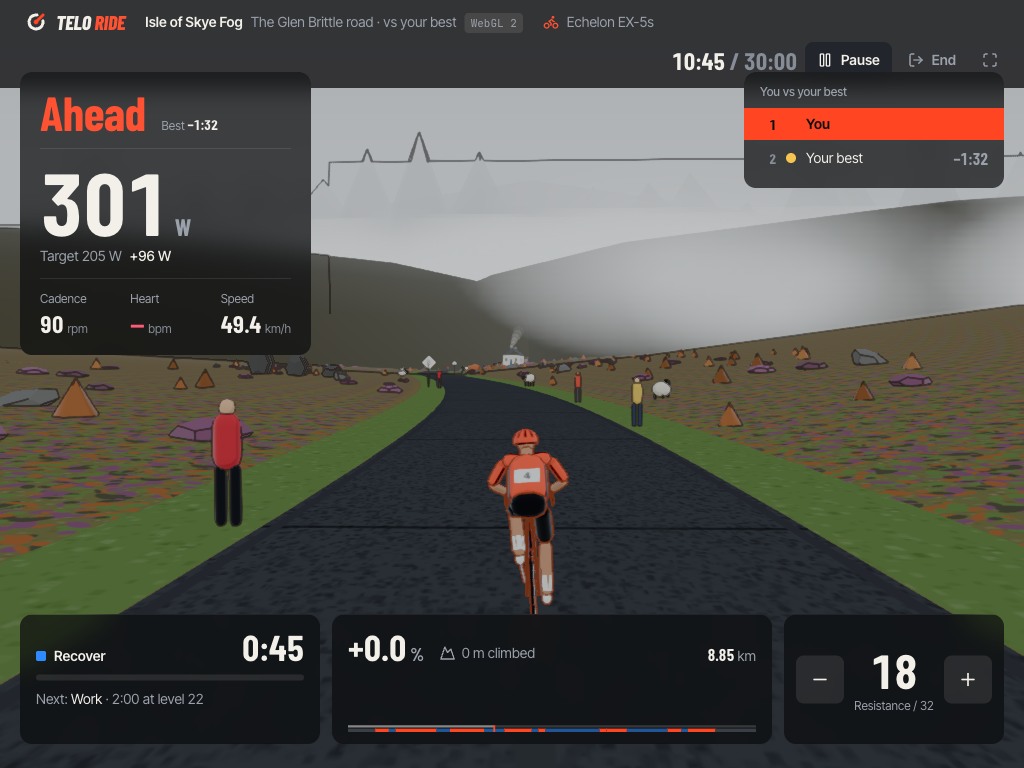 TELO RIDE Isle of Skye Fog The Glen Brittle road · vs your best WebGL 2 Echelon EX-5s
10:45 / 30:00 Pause End
Ahead Best −1:32
301 W
Target 205 W +96 W
Cadence Heart Speed
90 rpm – bpm 49.4 km/h
You vs your best
1 You
2 Your best −1:32
4
Recover 0:45
Next: Work · 2:00 at level 22
+0.0 % 0 m climbed 8.85 km
− 18 +
Resistance / 32